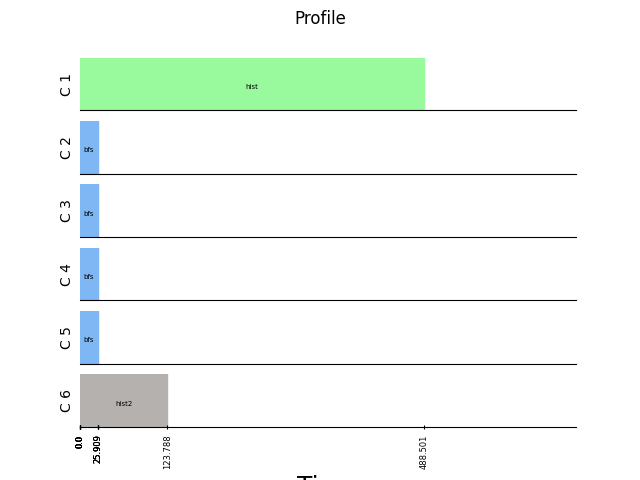 Profile
C 1
hist
C 2
bfs
C 3
bfs
C 4
bfs
C 5
bfs
C 6
hist2
0.0
25.909
123.788
488.501